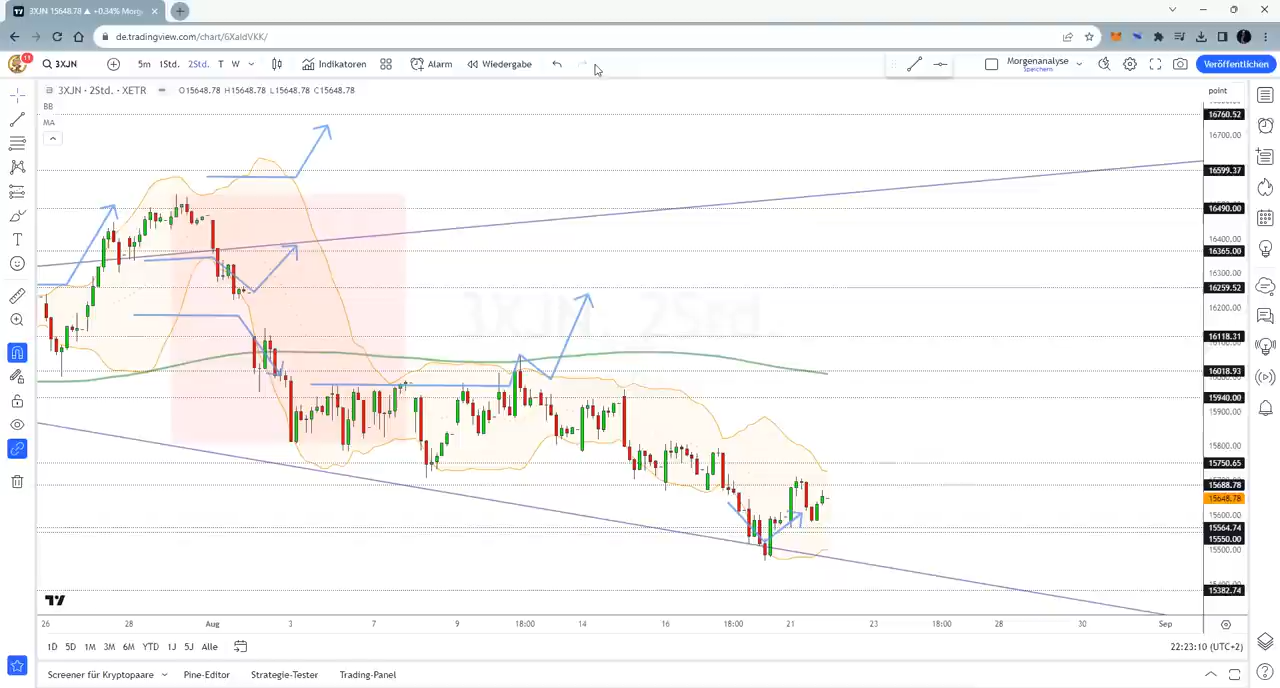 3XJN 15648.78 ▲ +0.34% Morg
de.tradingview.com/chart/6XaIdVKK/
11
3XJN
5m 1Std. 2Std. T W
Indikatoren
Alarm
Wiedergabe
Morgenanalyse
Speichern
Veröffentlichen
3XJN · 2Std. · XETR
O15648.78 H15648.78 L15648.78 C15648.78
BB
MA
3XJN, 2Std
point
16760.52
16700.00
16599.37
16490.00
16400.00
16365.00
16300.00
16259.52
16200.00
16118.31
16018.93
15940.00
15900.00
15800.00
15750.65
15688.78
15648.78
15600.00
15564.74
15550.00
15500.00
15382.74
26 28 Aug 3 7 9 18:00 14 16 18:00 21 23 18:00 28 30 Sep
1D 5D 1M 3M 6M YTD 1J 5J Alle
22:23:10 (UTC+2)
Screener für Kryptopaare
Pine-Editor
Strategie-Tester
Trading-Panel